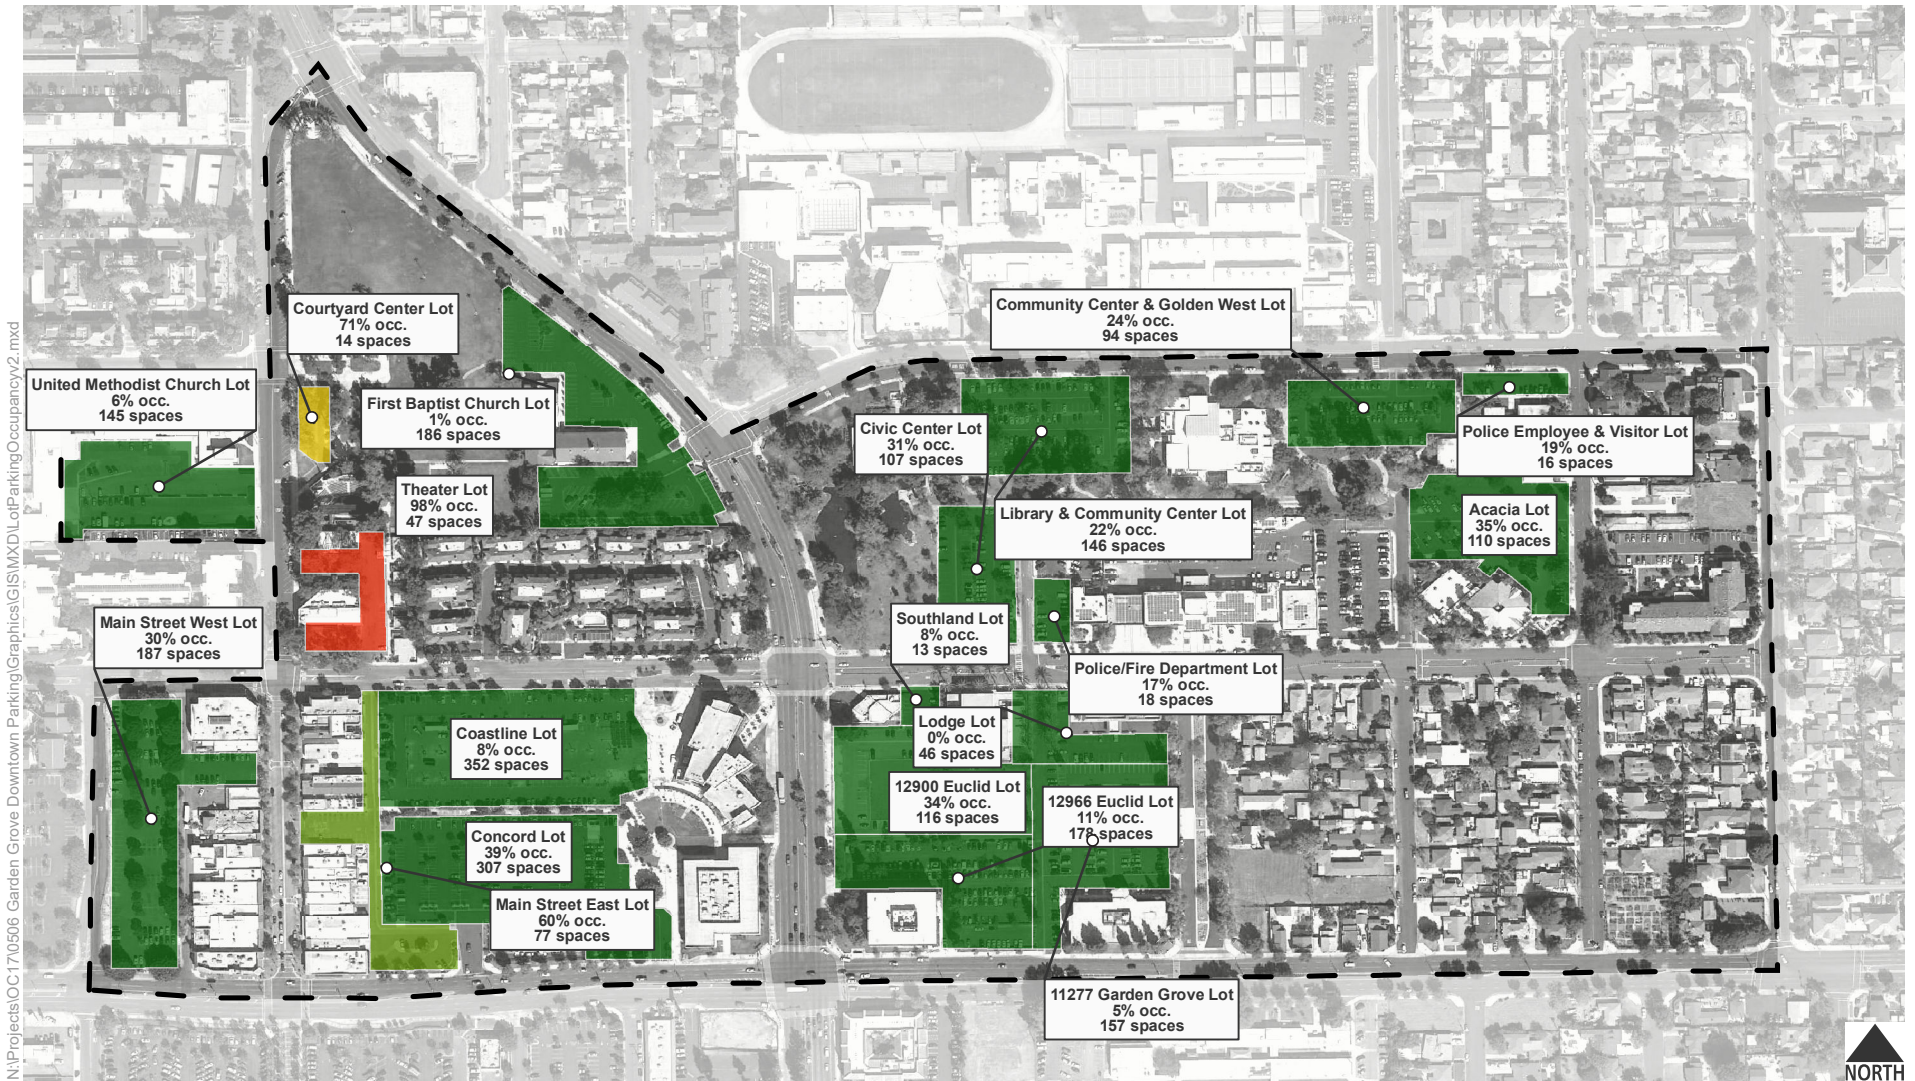 N:\Projects\OC170506 Garden Grove Downtown Parking\Graphics\GIS\MXD\LotParkingOccupancyv2.mxd
Courtyard Center Lot
71% occ.
14 spaces
Community Center & Golden West Lot
24% occ.
94 spaces
United Methodist Church Lot
6% occ.
145 spaces
First Baptist Church Lot
1% occ.
186 spaces
Civic Center Lot
31% occ.
107 spaces
Police Employee & Visitor Lot
19% occ.
16 spaces
Theater Lot
98% occ.
47 spaces
Library & Community Center Lot
22% occ.
146 spaces
Acacia Lot
35% occ.
110 spaces
Main Street West Lot
30% occ.
187 spaces
Southland Lot
8% occ.
13 spaces
Police/Fire Department Lot
17% occ.
18 spaces
Coastline Lot
8% occ.
352 spaces
Lodge Lot
0% occ.
46 spaces
12900 Euclid Lot
34% occ.
116 spaces
12966 Euclid Lot
11% occ.
178 spaces
Concord Lot
39% occ.
307 spaces
Main Street East Lot
60% occ.
77 spaces
11277 Garden Grove Lot
5% occ.
157 spaces
NORTH